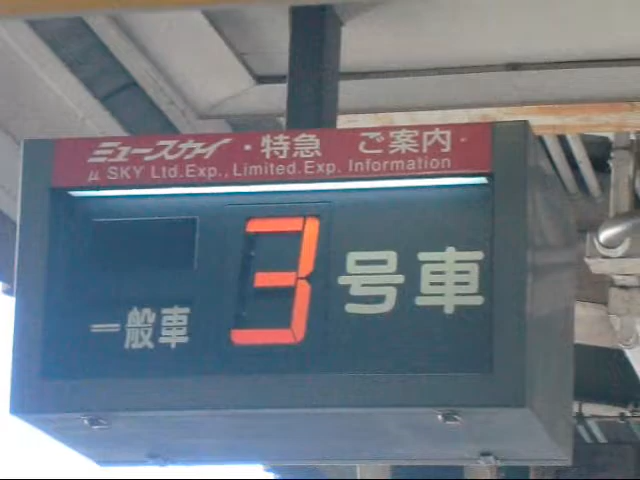 ミュースカイ・特急 ご案内
μ SKY Ltd.Exp., Limited.Exp. Information
一般車 3号車